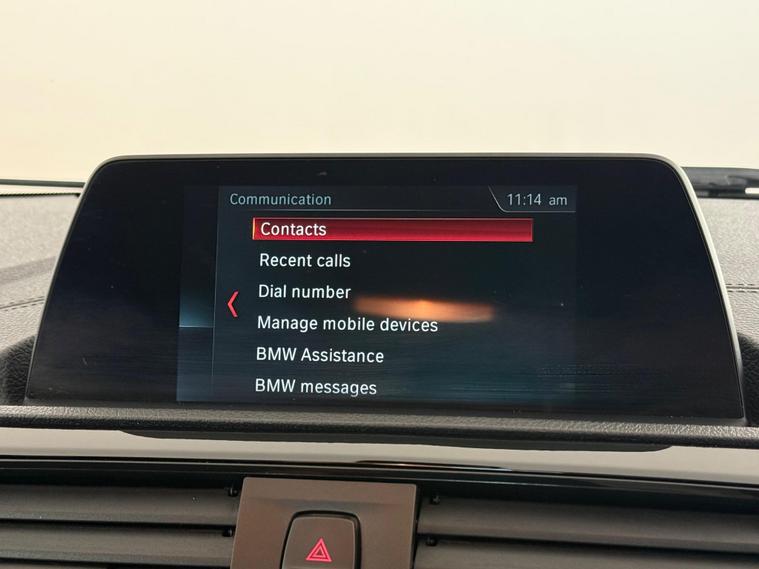 Communication
11:14 am
Contacts
Recent calls
Dial number
Manage mobile devices
BMW Assistance
BMW messages